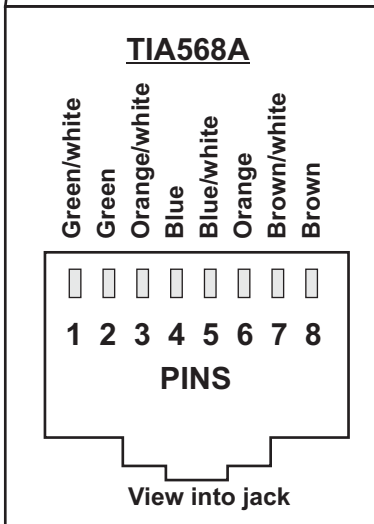 TIA568A
Green/white
Green
Orange/white
Blue
Blue/white
Orange
Brown/white
Brown
1 2 3 4 5 6 7 8
PINS
View into jack